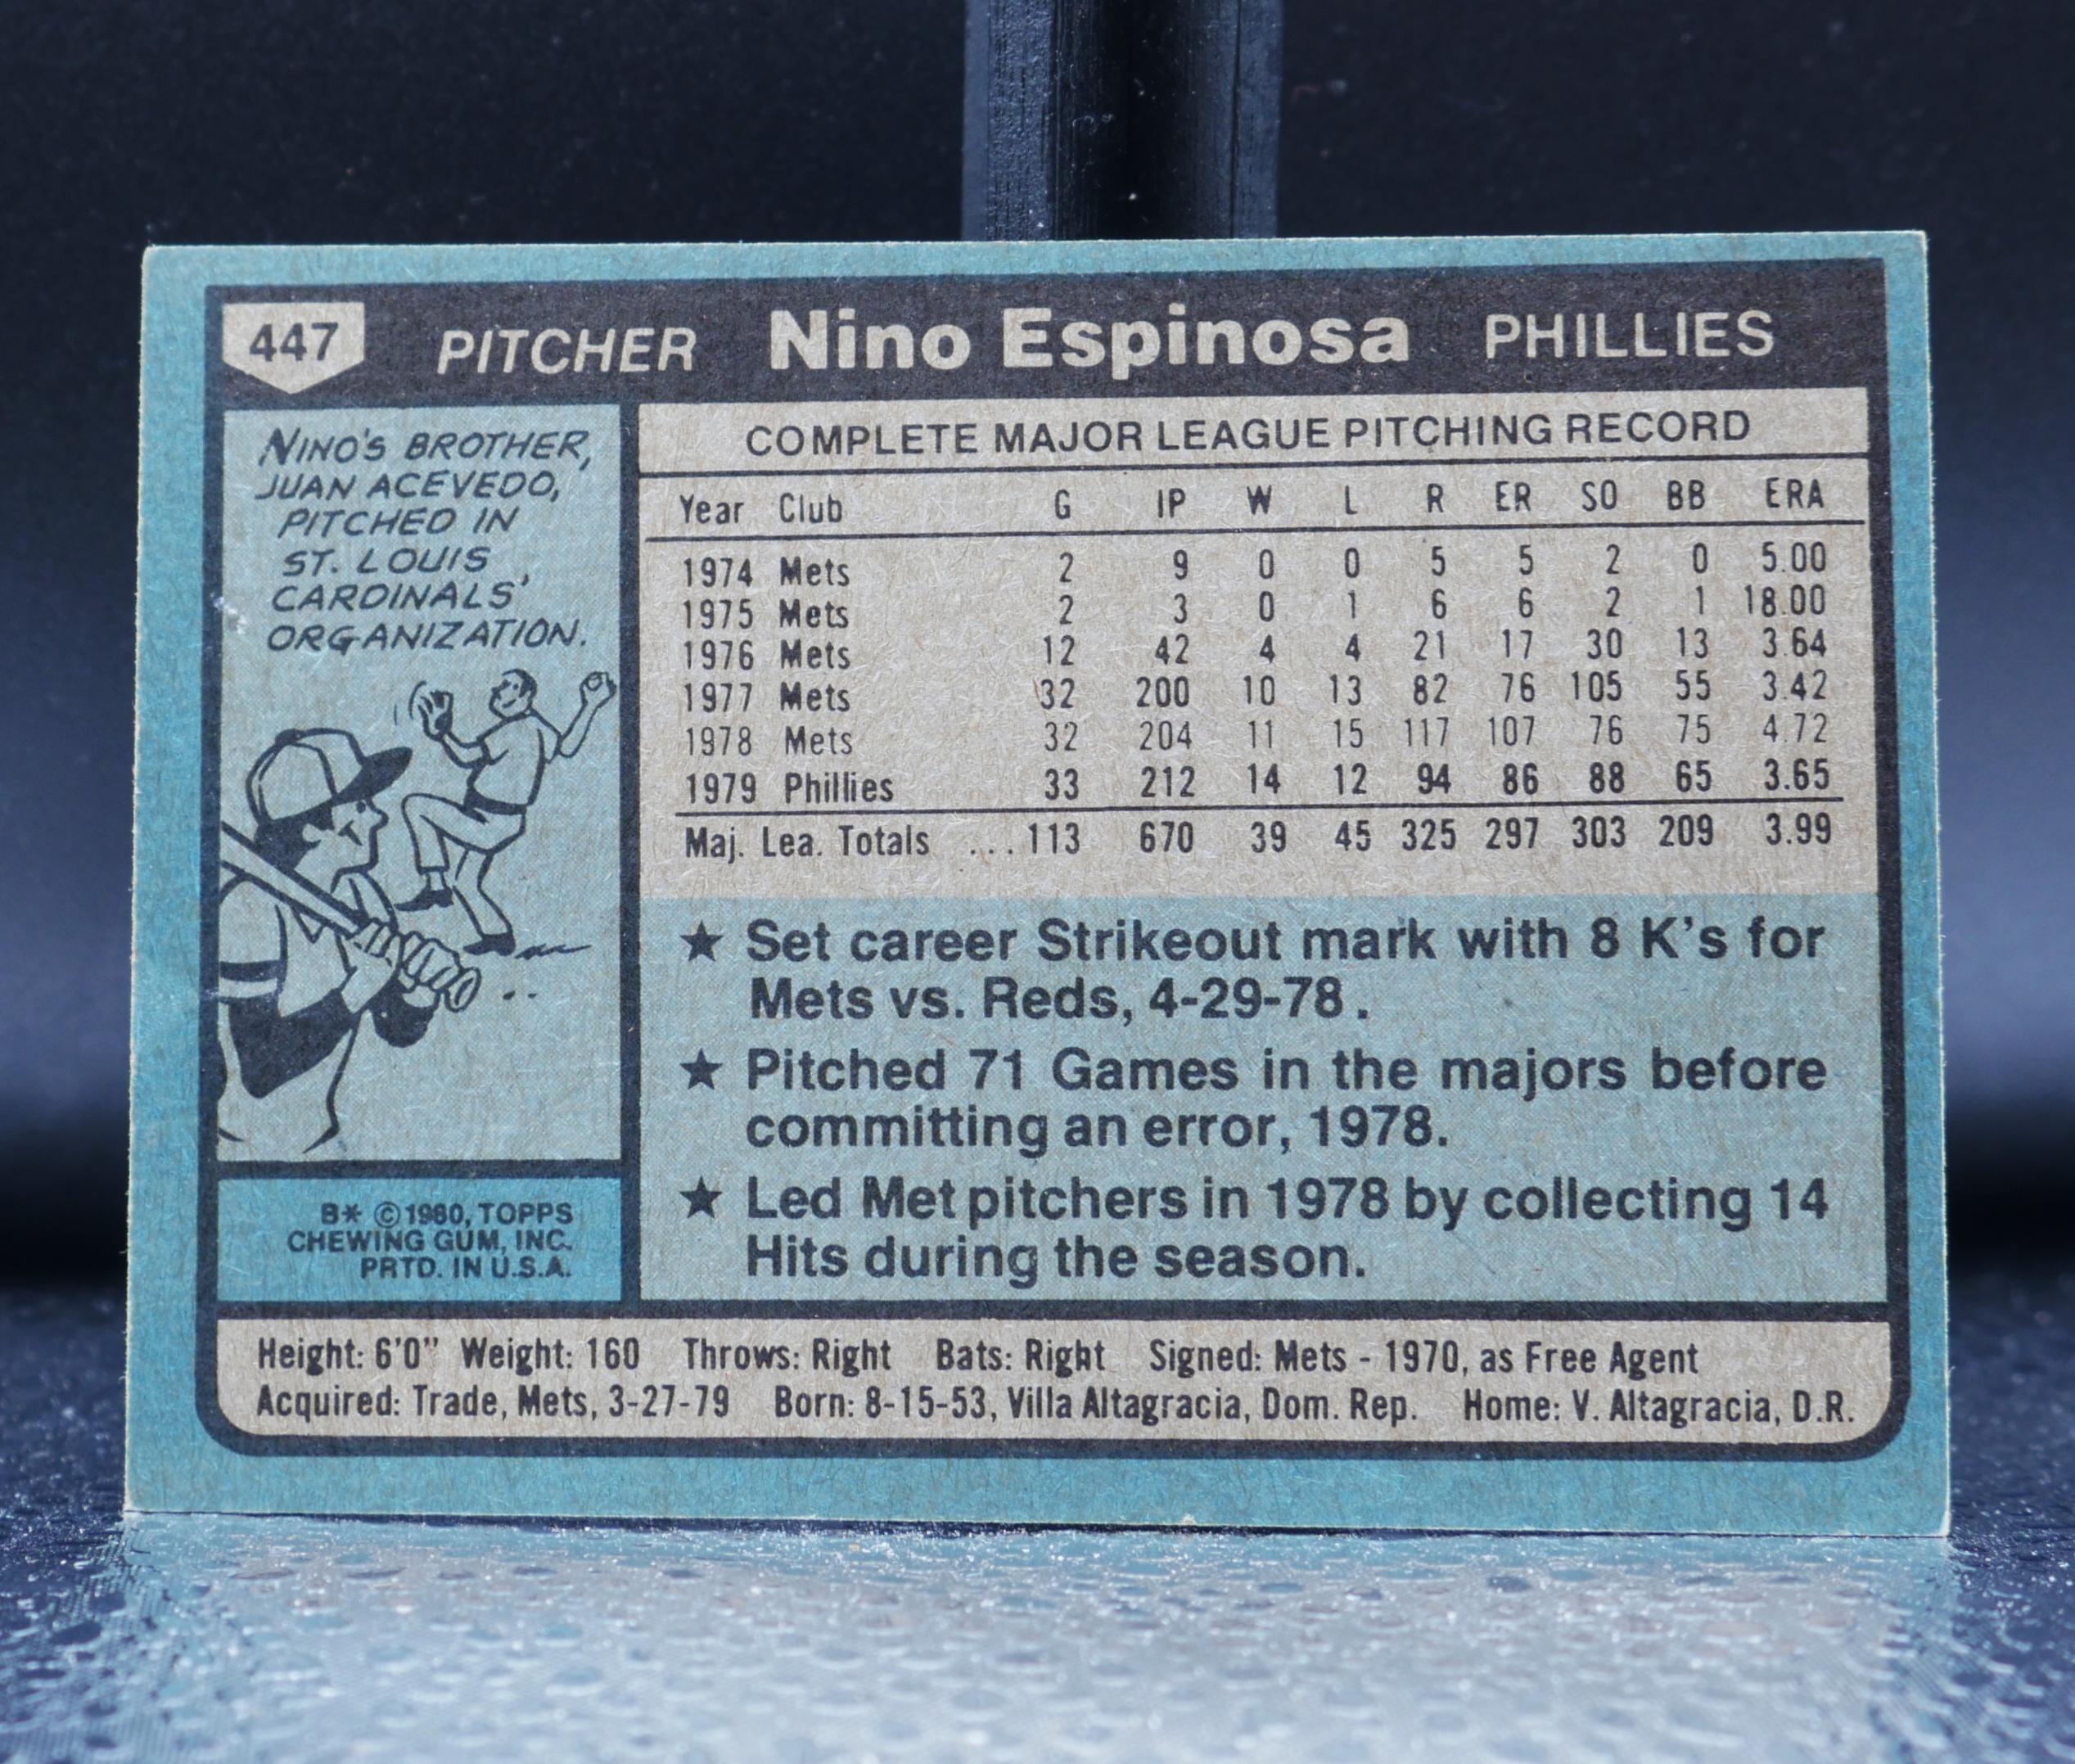 447 PITCHER Nino Espinosa PHILLIES
NINO'S BROTHER,
JUAN ACEVEDO,
PITCHED IN
ST. LOUIS
CARDINALS'
ORGANIZATION.
COMPLETE MAJOR LEAGUE PITCHING RECORD
Year Club G IP W L R ER SO BB ERA
1974 Mets 2 9 0 0 5 5 2 0 5.00
1975 Mets 2 3 0 1 6 6 2 1 18.00
1976 Mets 12 42 4 4 21 17 30 13 3.64
1977 Mets 32 200 10 13 82 76 105 55 3.42
1978 Mets 32 204 11 15 117 107 76 75 4.72
1979 Phillies 33 212 14 12 94 86 88 65 3.65
Maj. Lea. Totals ...113 670 39 45 325 297 303 209 3.99
★ Set career Strikeout mark with 8 K's for
Mets vs. Reds, 4-29-78.
★ Pitched 71 Games in the majors before
committing an error, 1978.
★ Led Met pitchers in 1978 by collecting 14
Hits during the season.
B* ©1980, TOPPS
CHEWING GUM, INC.
PRTD. IN U.S.A.
Height: 6'0" Weight: 160 Throws: Right Bats: Right Signed: Mets - 1970, as Free Agent
Acquired: Trade, Mets, 3-27-79 Born: 8-15-53, Villa Altagracia, Dom. Rep. Home: V. Altagracia, D.R.